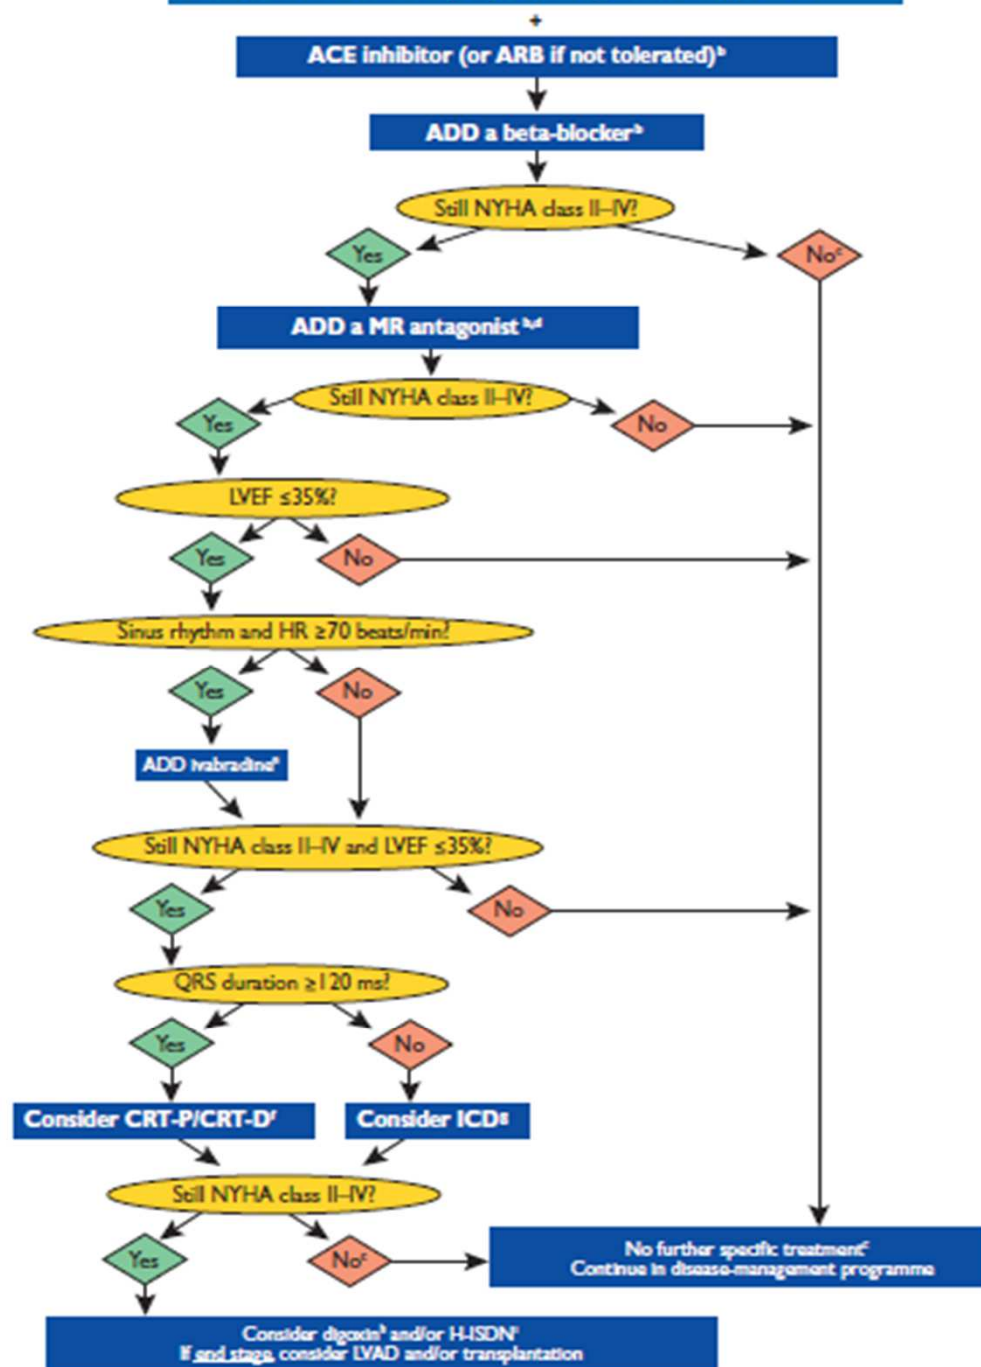 +
ACE inhibitor (or ARB if not tolerated)ᵇ
ADD a beta-blockerᵇ
Still NYHA class II–IV?
Yes
Noᶜ
ADD a MR antagonist ᵇ,ᵈ
Still NYHA class II–IV?
Yes
No
LVEF ≤35%?
Yes
No
Sinus rhythm and HR ≥70 beats/min?
Yes
No
ADD ivabradineᵉ
Still NYHA class II–IV and LVEF ≤35%?
Yes
No
QRS duration ≥120 ms?
Yes
No
Consider CRT-P/CRT-Dᶠ
Consider ICDᵍ
Still NYHA class II–IV?
Yes
Noᶜ
No further specific treatmentᶜ
Continue in disease-management programme
Consider digoxinʰ and/or H-ISDNⁱ
If end stage, consider LVAD and/or transplantation